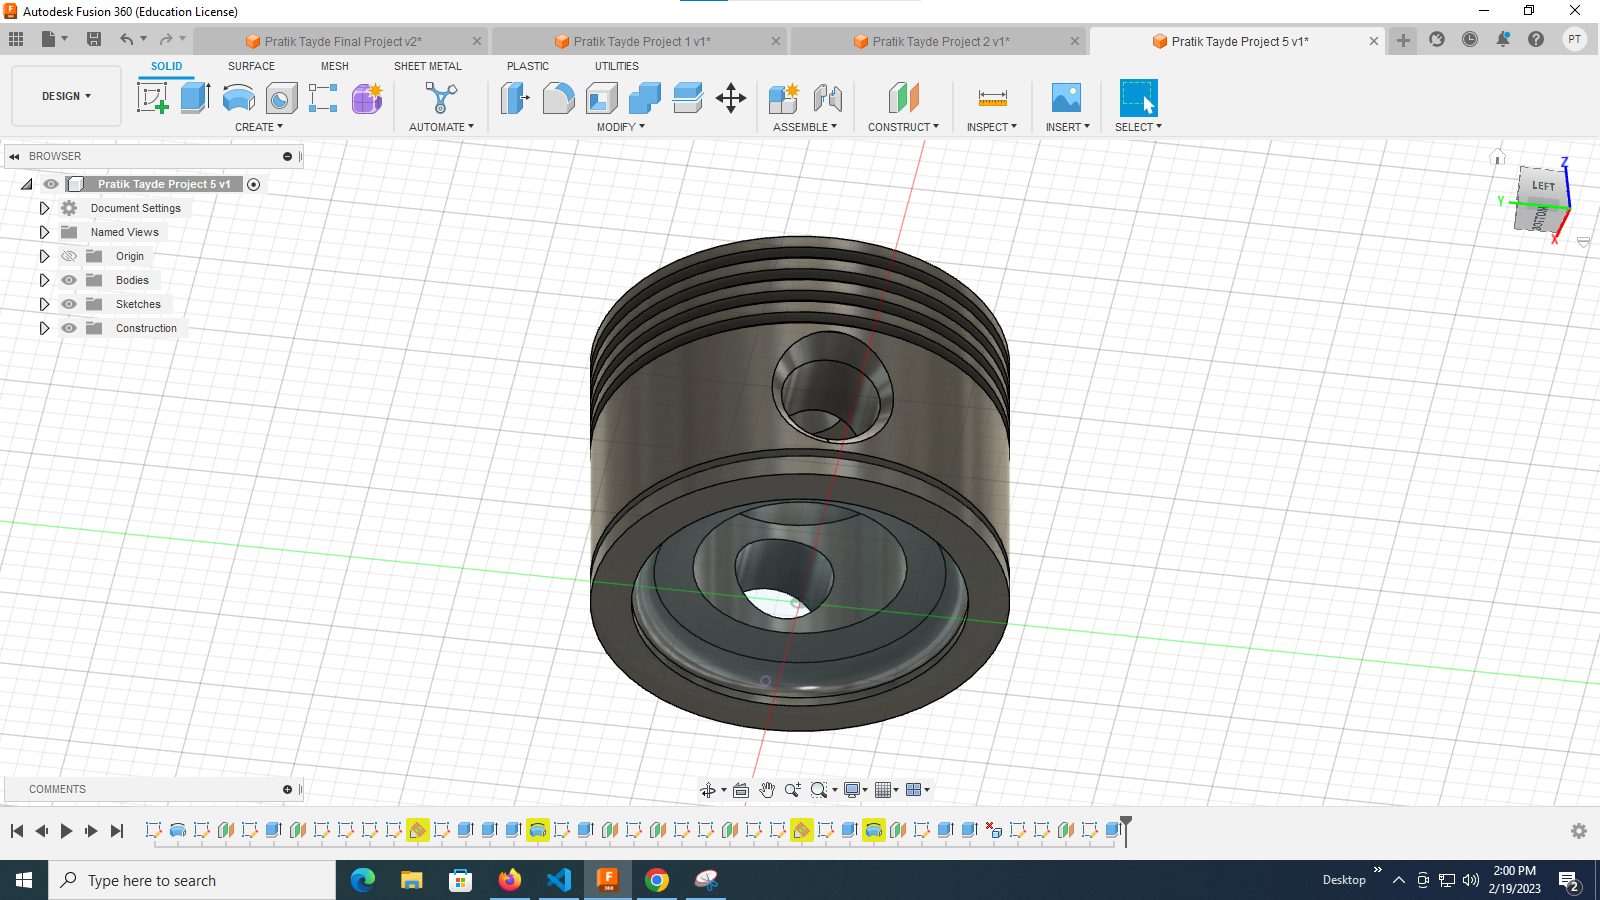 Autodesk Fusion 360 (Education License)
Pratik Tayde Final Project v2*
Pratik Tayde Project 1 v1*
Pratik Tayde Project 2 v1*
Pratik Tayde Project 5 v1*
PT
SOLID
SURFACE
MESH
SHEET METAL
PLASTIC
UTILITIES
DESIGN
CREATE
AUTOMATE
MODIFY
ASSEMBLE
CONSTRUCT
INSPECT
INSERT
SELECT
BROWSER
Pratik Tayde Project 5 v1
Document Settings
Named Views
Origin
Bodies
Sketches
Construction
Z
LEFT
Y
BOTTOM
X
COMMENTS
F
360
Type here to search
Desktop
2:00 PM
2/19/2023
2